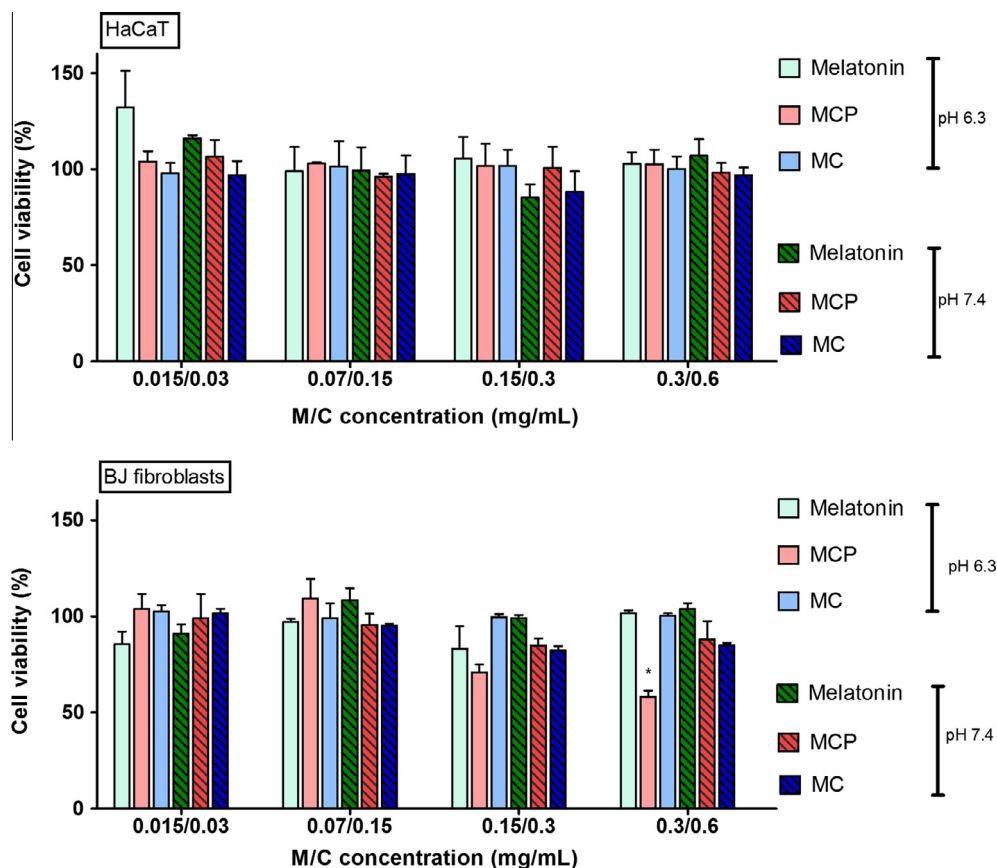 HaCaT
150
100
50
0
Cell viability (%)
0.015/0.03 0.07/0.15 0.15/0.3 0.3/0.6
M/C concentration (mg/mL)
Melatonin
MCP
MC
pH 6.3
Melatonin
MCP
MC
pH 7.4
BJ fibroblasts
150
100
50
0
Cell viability (%)
*
0.015/0.03 0.07/0.15 0.15/0.3 0.3/0.6
M/C concentration (mg/mL)
Melatonin
MCP
MC
pH 6.3
Melatonin
MCP
MC
pH 7.4